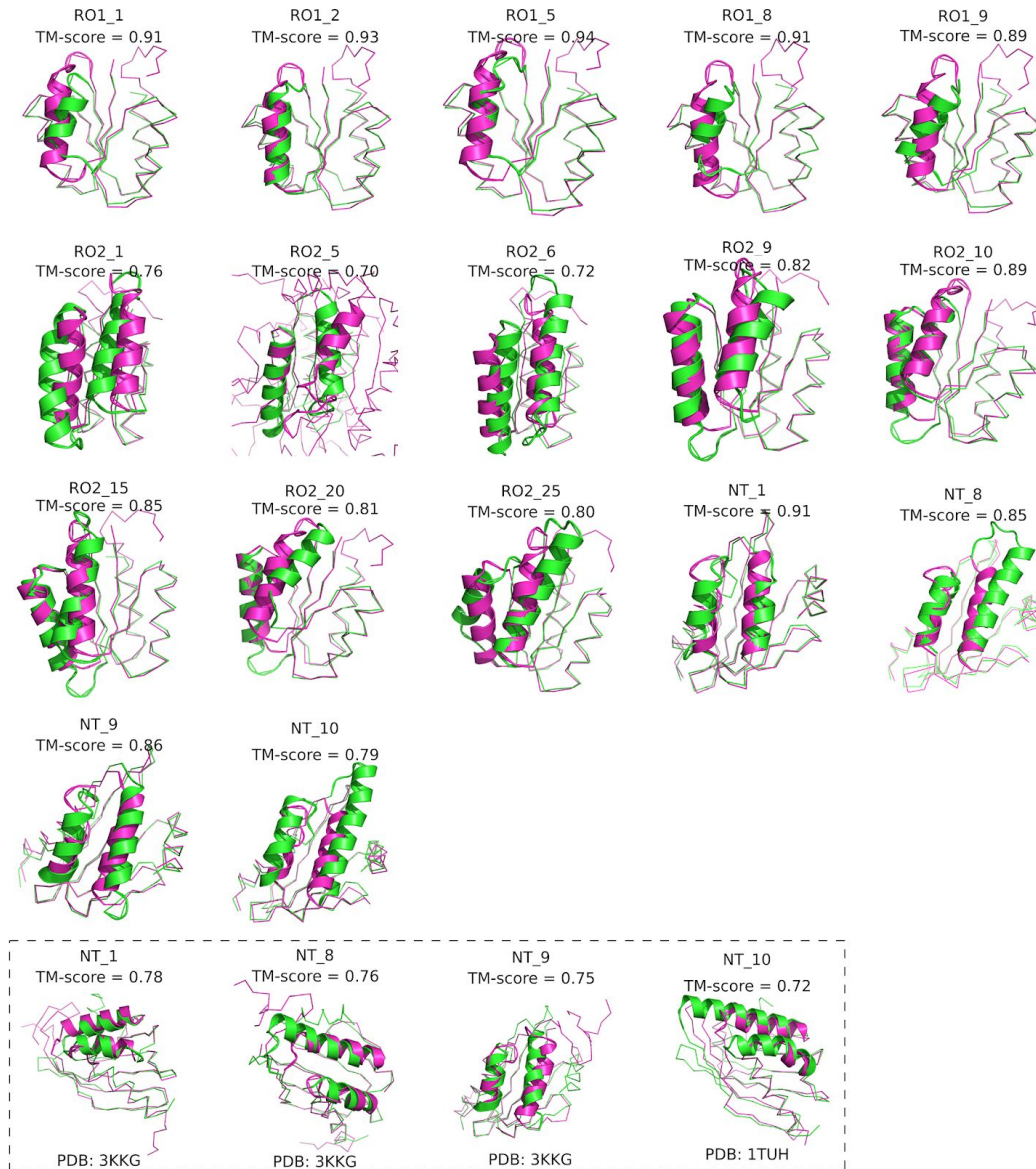 RO1_1
TM-score = 0.91
RO1_2
TM-score = 0.93
RO1_5
TM-score = 0.94
RO1_8
TM-score = 0.91
RO1_9
TM-score = 0.89
RO2_1
TM-score = 0.76
RO2_5
TM-score = 0.70
RO2_6
TM-score = 0.72
RO2_9
TM-score = 0.82
RO2_10
TM-score = 0.89
RO2_15
TM-score = 0.85
RO2_20
TM-score = 0.81
RO2_25
TM-score = 0.80
NT_1
TM-score = 0.91
NT_8
TM-score = 0.85
NT_9
TM-score = 0.86
NT_10
TM-score = 0.79
NT_1
TM-score = 0.78
PDB: 3KKG
NT_8
TM-score = 0.76
PDB: 3KKG
NT_9
TM-score = 0.75
PDB: 3KKG
NT_10
TM-score = 0.72
PDB: 1TUH